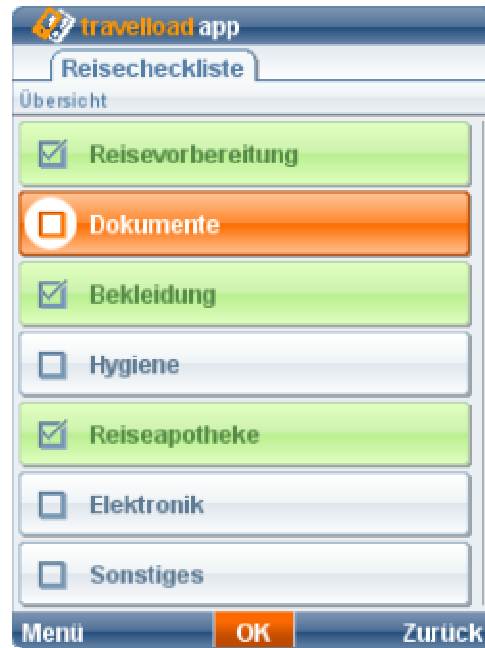 travelload app
Reisecheckliste
Übersicht
Reisevorbereitung
Dokumente
Bekleidung
Hygiene
Reiseapotheke
Elektronik
Sonstiges
Menü OK Zurück